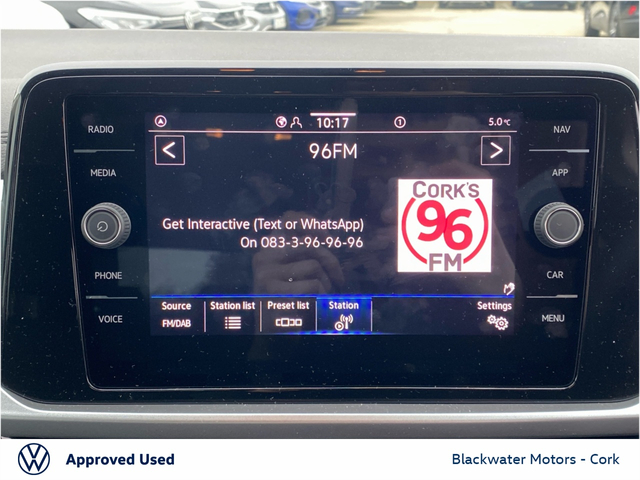 RADIO
MEDIA
PHONE
VOICE
10:17
1
5.0°C
< 96FM >
Get Interactive (Text or WhatsApp)
On 083-3-96-96-96
CORK'S
96
FM
Source
FM/DAB
Station list
Preset list
Station
Settings
NAV
APP
CAR
MENU
Approved Used
Blackwater Motors - Cork